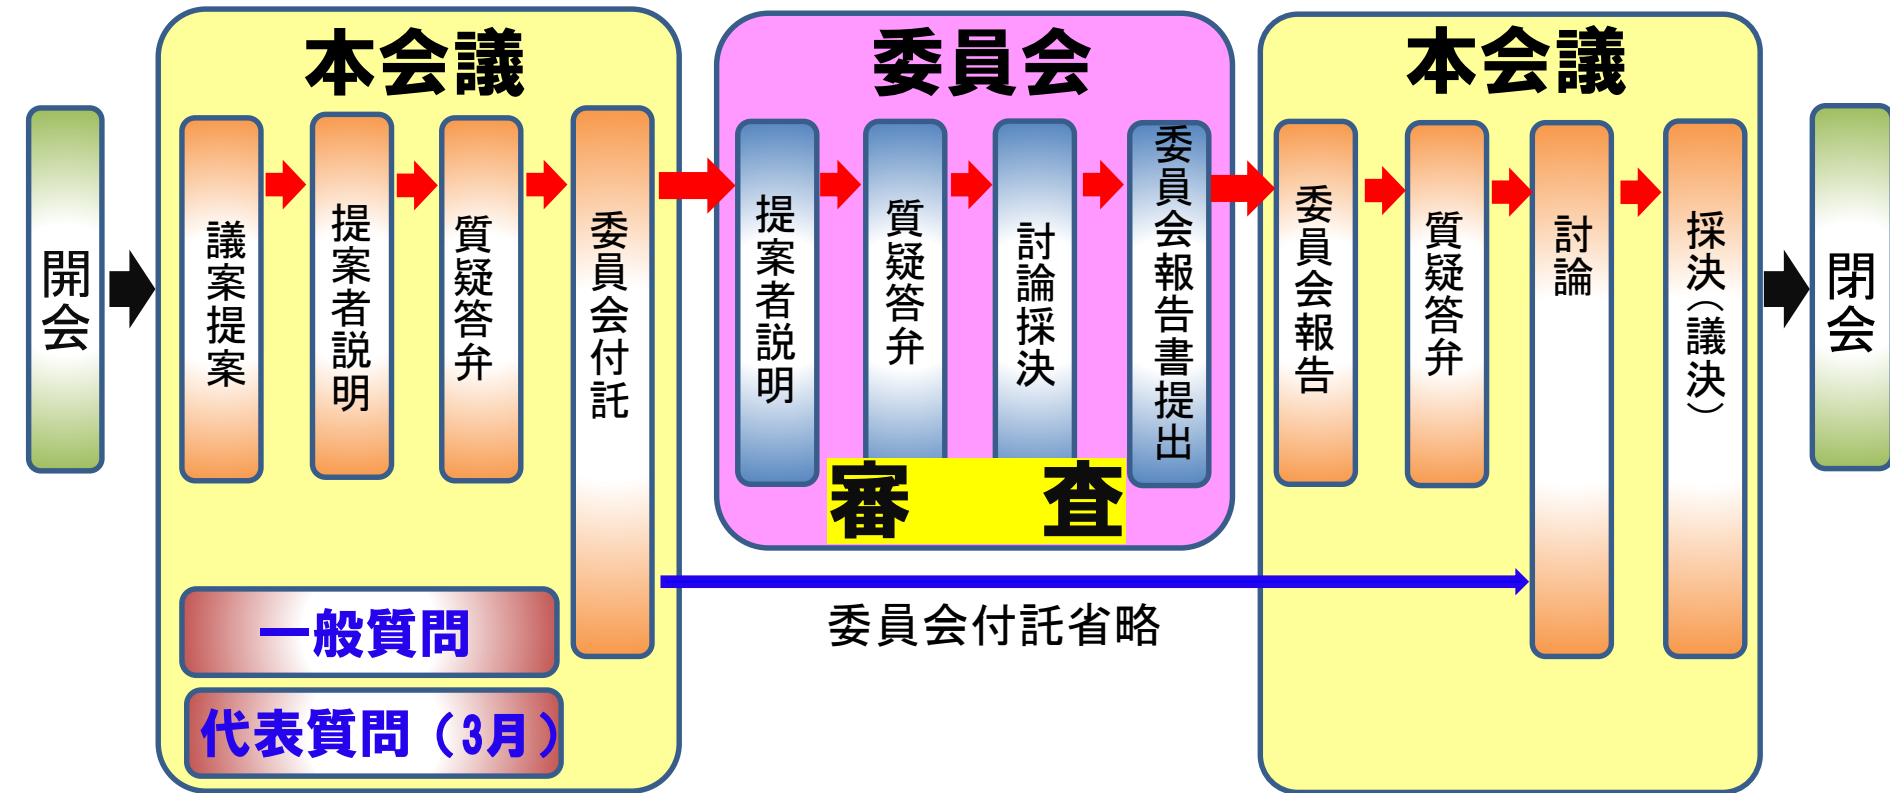 開会
本会議
議案提案
提案者説明
質疑答弁
委員会付託
一般質問
代表質問（3月）
委員会
提案者説明
質疑答弁
討論採決
委員会報告書提出
審　査
委員会付託省略
本会議
委員会報告
質疑答弁
討論
採決（議決）
閉会